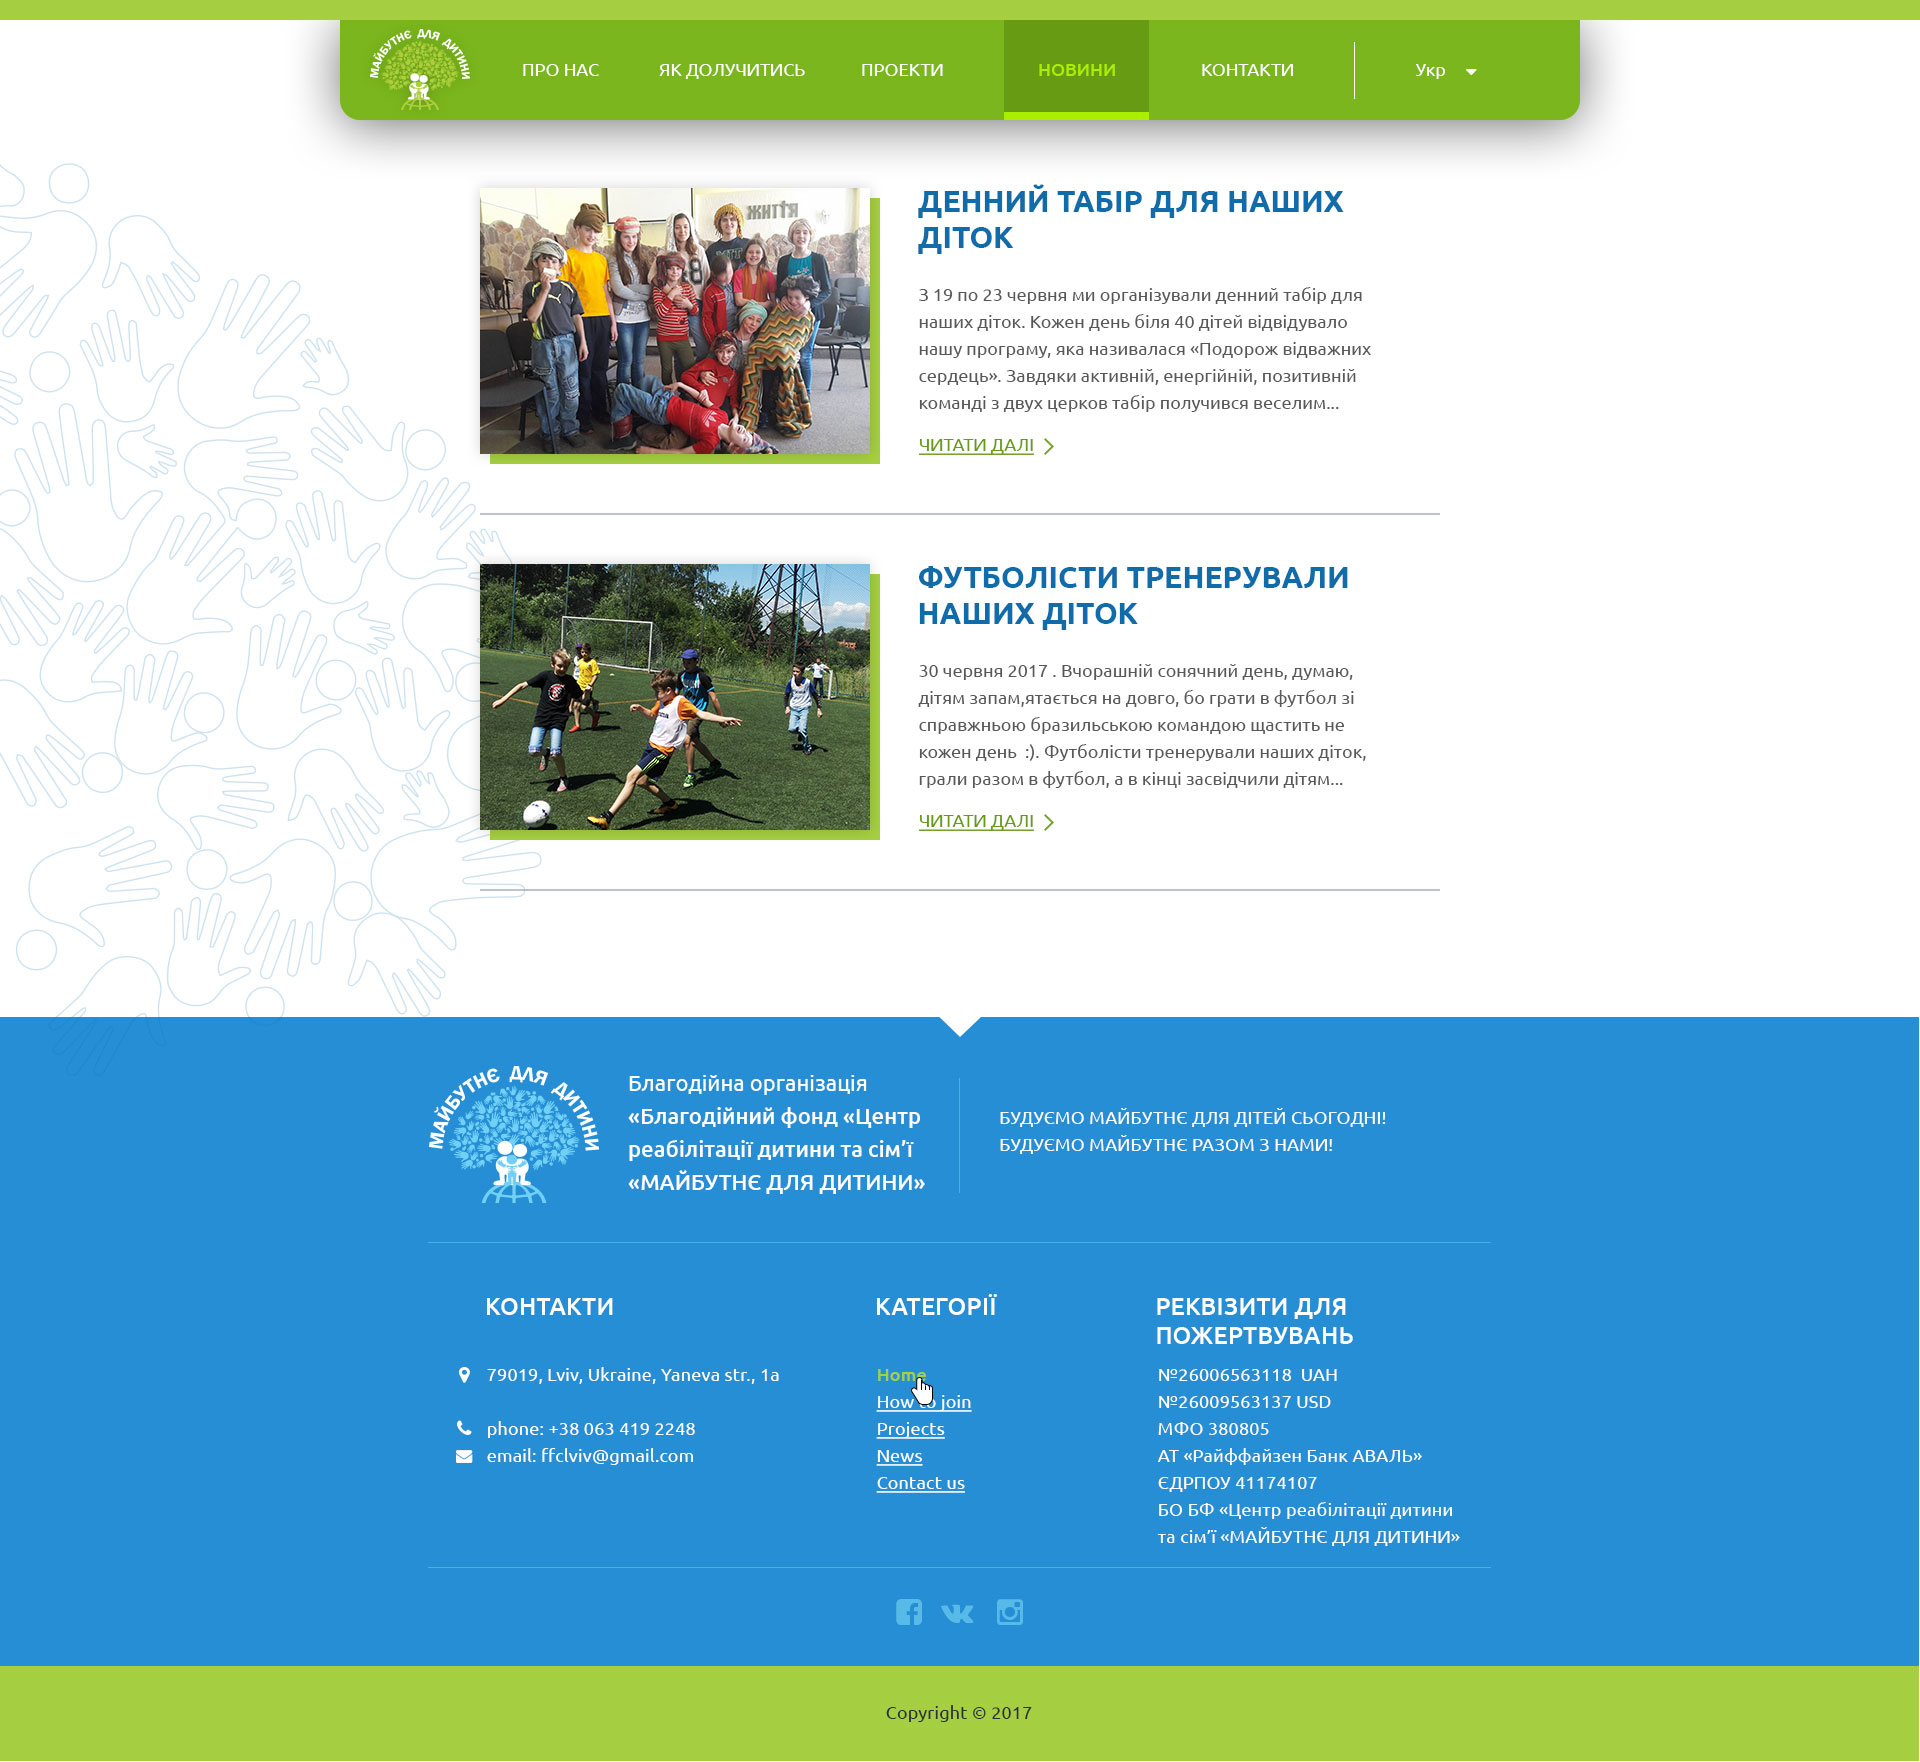 МАЙБУТНЄ ДЛЯ ДИТИНИ
ПРО НАС
ЯК ДОЛУЧИТИСЬ
ПРОЕКТИ
НОВИНИ
КОНТАКТИ
Укр
ДЕННИЙ ТАБІР ДЛЯ НАШИХ
ДІТОК
З 19 по 23 червня ми організували денний табір для
наших діток. Кожен день біля 40 дітей відвідувало
нашу програму, яка називалася «Подорож відважних
сердець». Завдяки активній, енергійній, позитивній
команді з двух церков табір получився веселим...
ЧИТАТИ ДАЛІ
ФУТБОЛІСТИ ТРЕНЕРУВАЛИ
НАШИХ ДІТОК
30 червня 2017 . Вчорашній сонячний день, думаю,
дітям запам,ятається на довго, бо грати в футбол зі
справжньою бразильською командою щастить не
кожен день  :). Футболісти тренерували наших діток,
грали разом в футбол, а в кінці засвідчили дітям...
ЧИТАТИ ДАЛІ
МАЙБУТНЄ ДЛЯ ДИТИНИ
Благодійна організація
«Благодійний фонд «Центр
реабілітації дитини та сім’ї
«МАЙБУТНЄ ДЛЯ ДИТИНИ»
БУДУЄМО МАЙБУТНЄ ДЛЯ ДІТЕЙ СЬОГОДНІ!
БУДУЄМО МАЙБУТНЄ РАЗОМ З НАМИ!
КОНТАКТИ
79019, Lviv, Ukraine, Yaneva str., 1a
phone: +38 063 419 2248
email: ffclviv@gmail.com
КАТЕГОРІЇ
Home
How to join
Projects
News
Contact us
РЕКВІЗИТИ ДЛЯ
ПОЖЕРТВУВАНЬ
№26006563118  UAH
№26009563137 USD
МФО 380805
АТ «Райффайзен Банк АВАЛЬ»
ЄДРПОУ 41174107
БО БФ «Центр реабілітації дитини
та сім’ї «МАЙБУТНЄ ДЛЯ ДИТИНИ»
Copyright © 2017